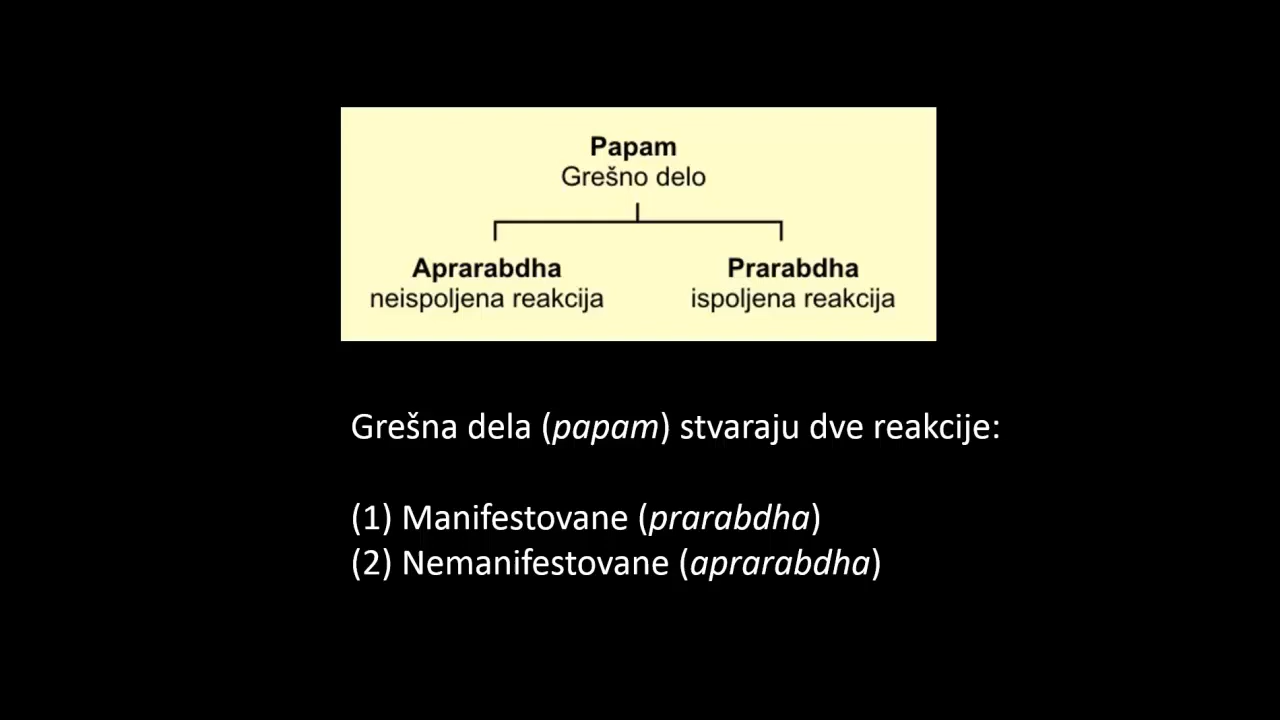 Papam
Grešno delo
Aprarabdha
neispoljena reakcija
Prarabdha
ispoljena reakcija
Grešna dela (papam) stvaraju dve reakcije:
(1) Manifestovane (prarabdha)
(2) Nemanifestovane (aprarabdha)